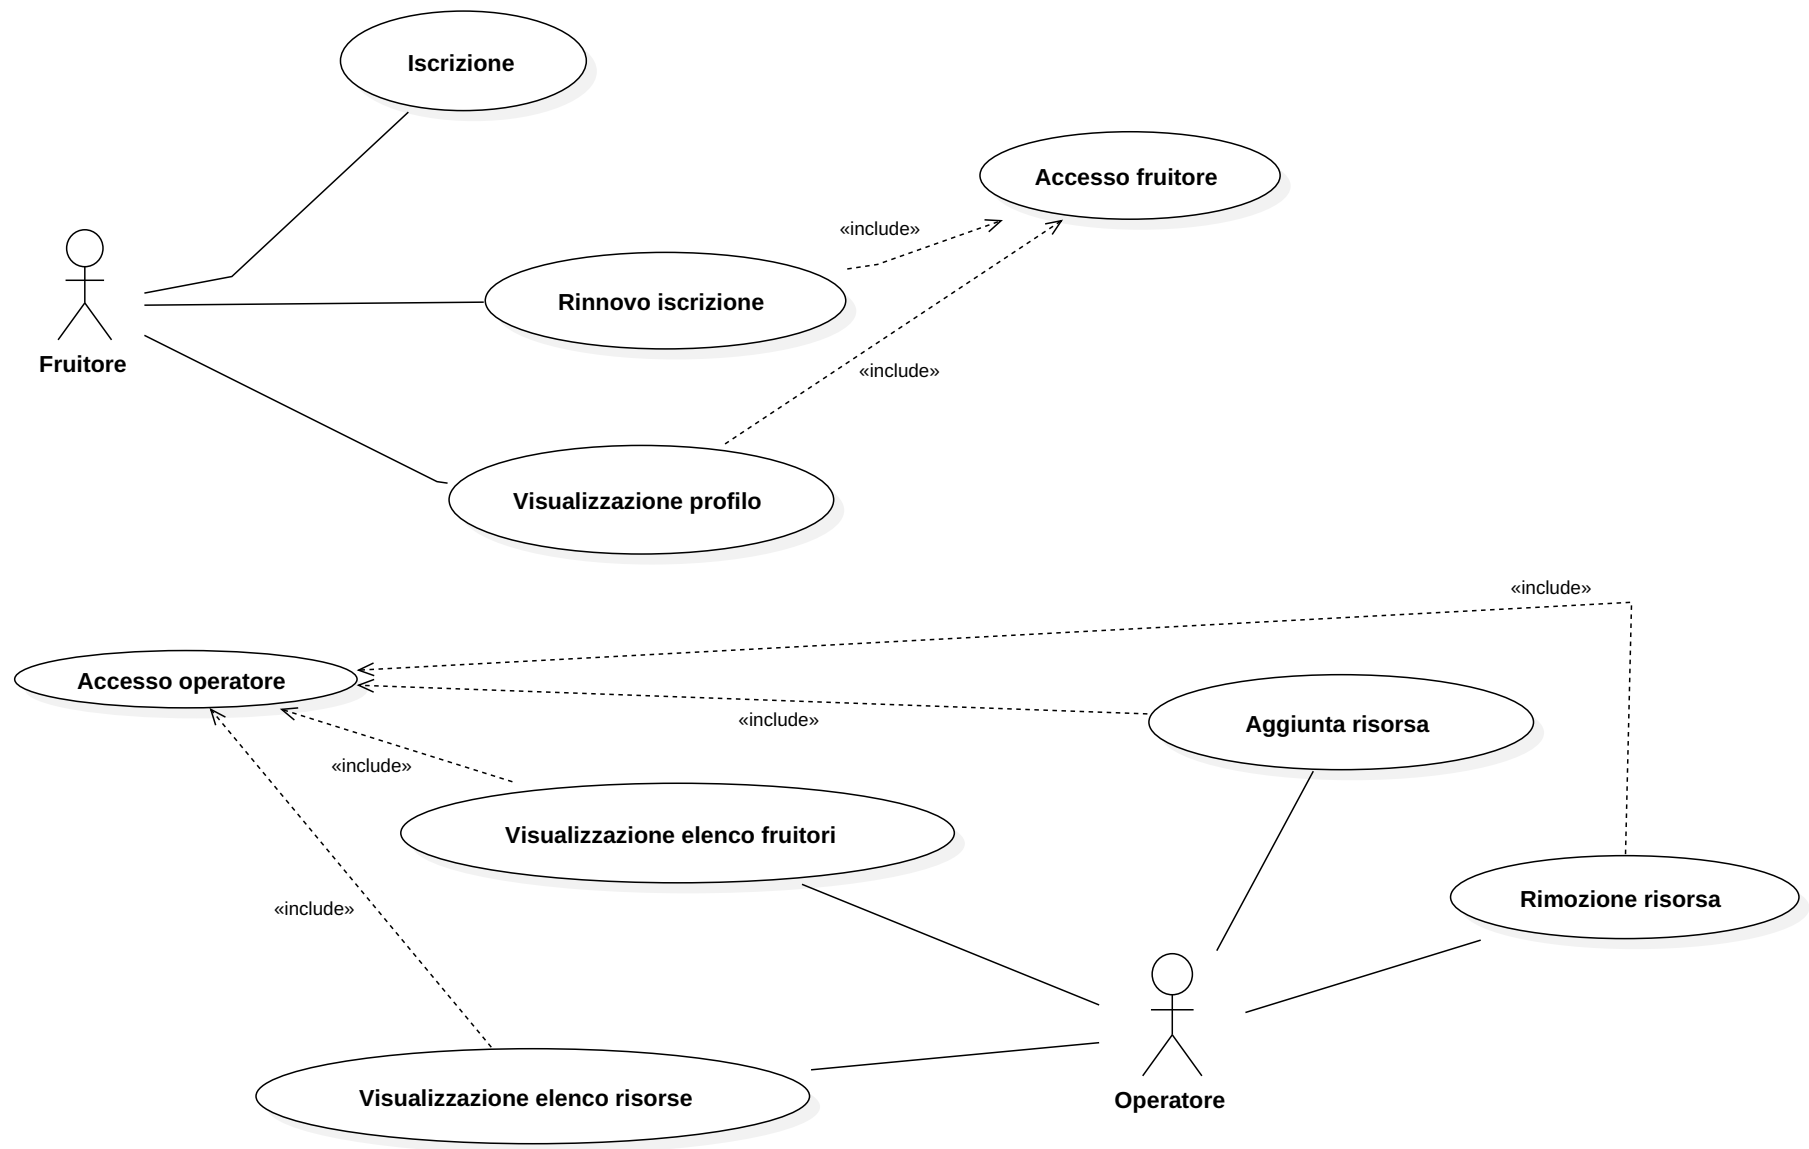 Iscrizione
Accesso fruitore
«include»
Rinnovo iscrizione
Fruitore
«include»
Visualizzazione profilo
«include»
Accesso operatore
«include»
Aggiunta risorsa
«include»
Visualizzazione elenco fruitori
«include»
Rimozione risorsa
Visualizzazione elenco risorse
Operatore